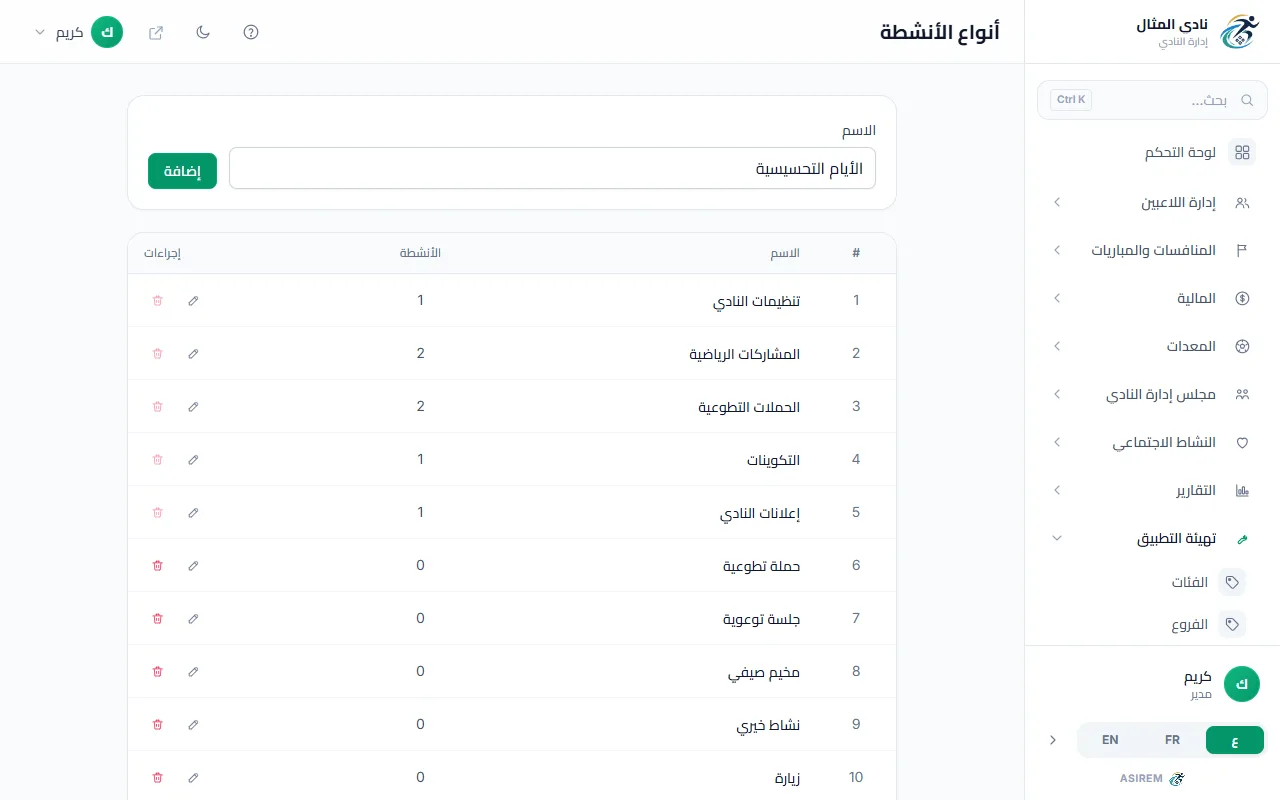 نادي المثال
إدارة النادي
بحث...
Ctrl K
لوحة التحكم
إدارة اللاعبين
المنافسات والمباريات
المالية
المعدات
مجلس إدارة النادي
النشاط الاجتماعي
التقارير
تهيئة التطبيق
الفئات
الفروع
ك
كريم
مدير
ع FR EN
ASIREM
أنواع الأنشطة
ك كريم
الاسم
الأيام التحسيسية
إضافة
# الاسم الأنشطة إجراءات
1 تنظيمات النادي 1
2 المشاركات الرياضية 2
3 الحملات التطوعية 2
4 التكوينات 1
5 إعلانات النادي 1
6 حملة تطوعية 0
7 جلسة توعوية 0
8 مخيم صيفي 0
9 نشاط خيري 0
10 زيارة 0